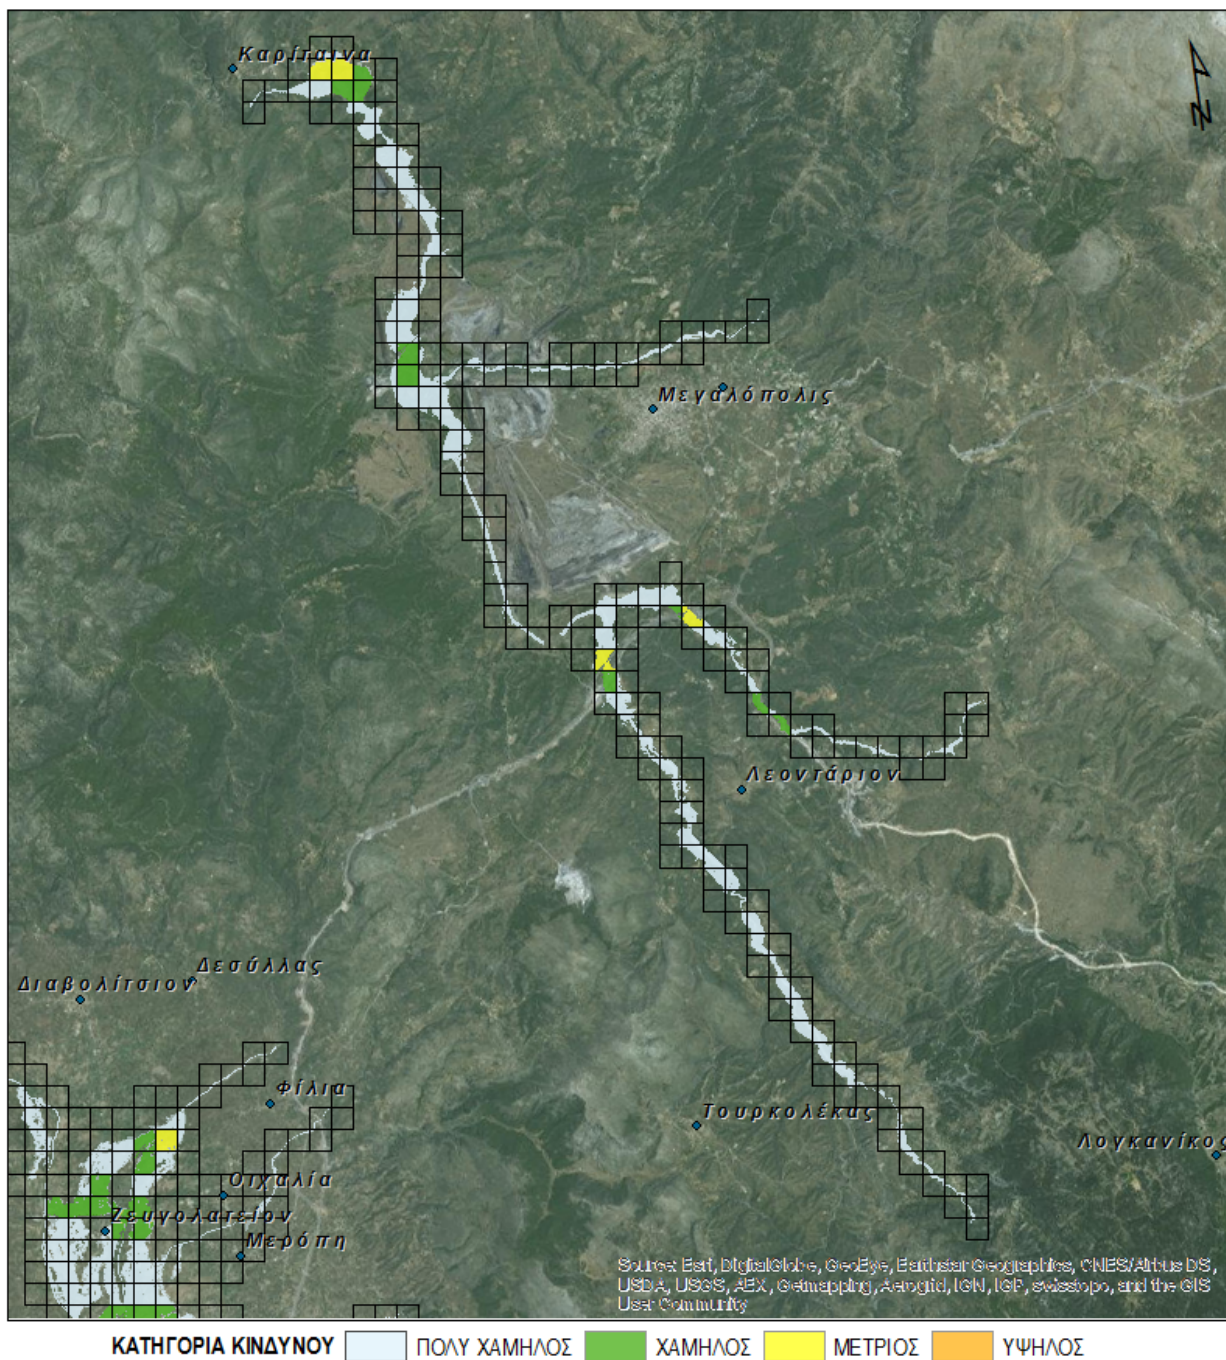 Καρίταινα
N
Μεγαλόπολις
Λεοντάριον
Δεσύλλας
Διαβολίτσιον
Φίλια
Τουρκολέκας
Λογκανίκος
Οιχαλία
Ζευγολατείον
Μερόπη
Source: Esri, DigitalGlobe, GeoEye, Earthstar Geographics, CNES/Airbus DS,
USDA, USGS, AEX, Getmapping, Aerogrid, IGN, IGP, swisstopo, and the GIS
User Community
ΚΑΤΗΓΟΡΙΑ ΚΙΝΔΥΝΟΥ ΠΟΛΥ ΧΑΜΗΛΟΣ ΧΑΜΗΛΟΣ ΜΕΤΡΙΟΣ ΥΨΗΛΟΣ